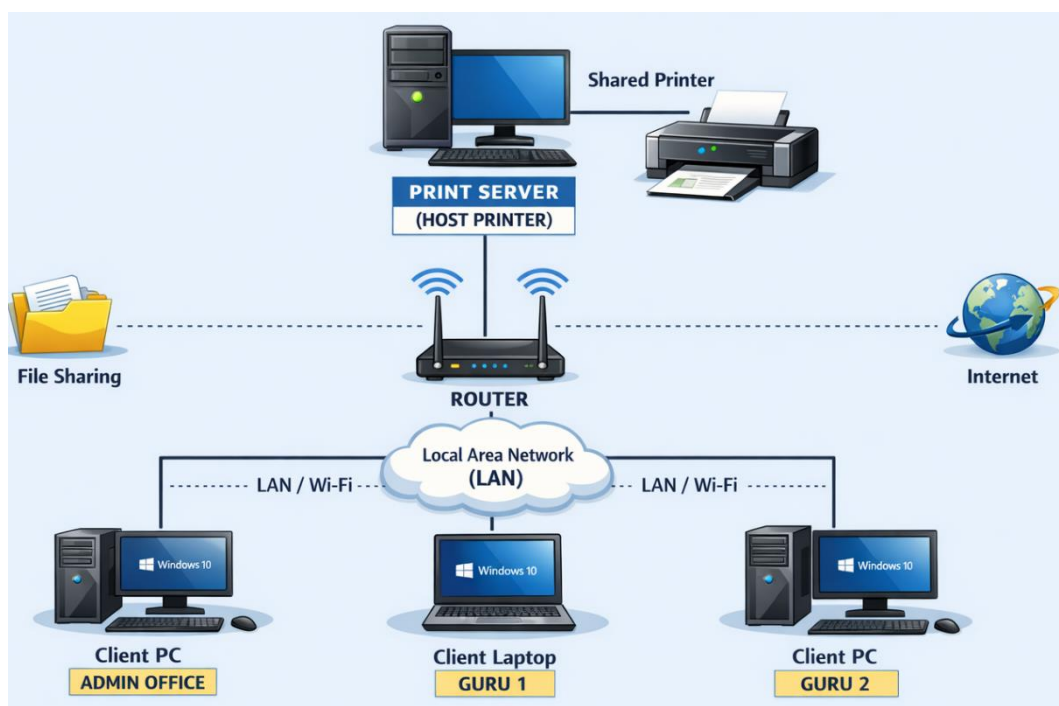 Shared Printer
PRINT SERVER
(HOST PRINTER)
File Sharing
ROUTER
Internet
Local Area Network
(LAN)
LAN / Wi-Fi
LAN / Wi-Fi
Windows 10
Windows 10
Windows 10
Client PC
ADMIN OFFICE
Client Laptop
GURU 1
Client PC
GURU 2